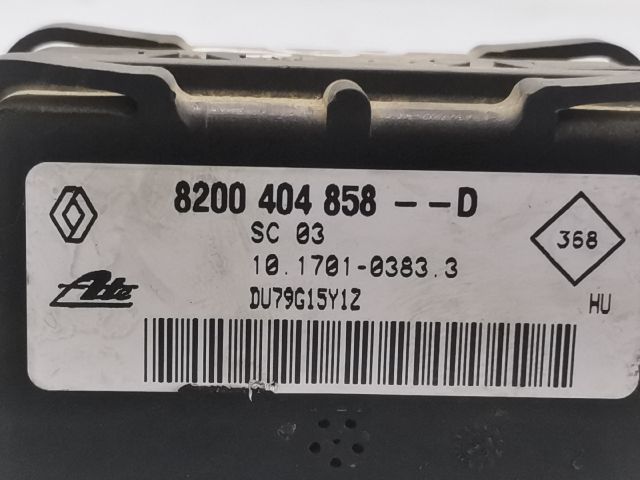 8200 404 858 -- D
SC 03
368
10.1701-0383.3
Ate
DU79G15Y1Z
HU